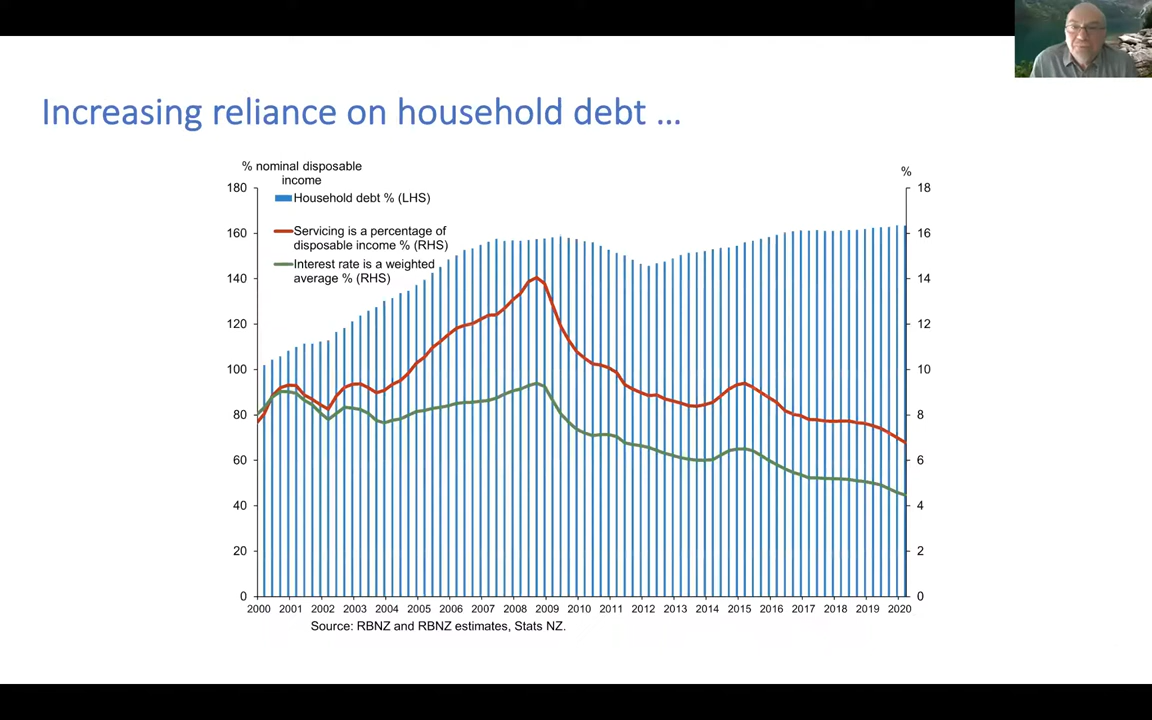 Increasing reliance on household debt ...
% nominal disposable
income
%
180
160
140
120
100
80
60
40
20
0
Household debt % (LHS)
Servicing is a percentage of
disposable income % (RHS)
Interest rate is a weighted
average % (RHS)
18
16
14
12
10
8
6
4
2
0
2000 2001 2002 2003 2004 2005 2006 2007 2008 2009 2010 2011 2012 2013 2014 2015 2016 2017 2018 2019 2020
Source: RBNZ and RBNZ estimates, Stats NZ.